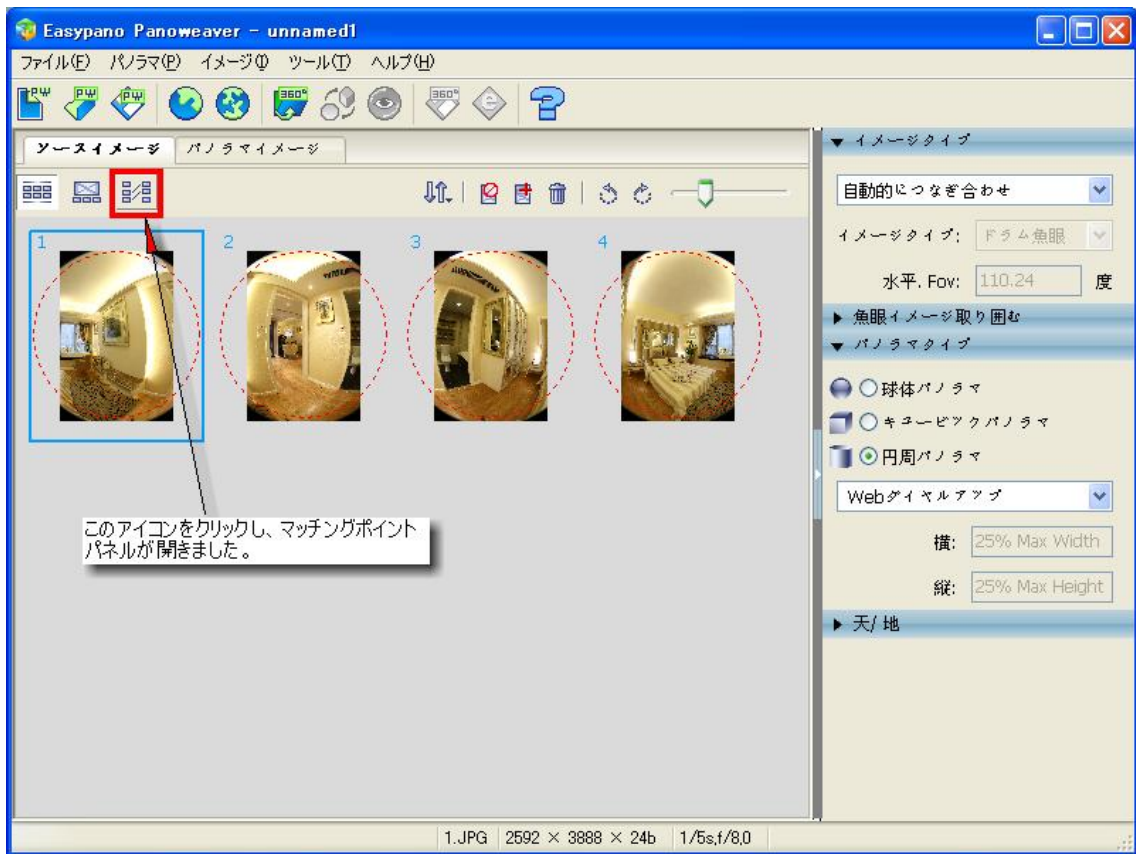 Easypano Panoweaver - unnamed1
ファイル(F) パノラマ(P) イメージ(I) ツール(T) ヘルプ(H)
ソースイメージ パノラマイメージ
1 2 3 4
このアイコンをクリックし、マッチングポイント
パネルが開きました。
▼ イメージタイプ
自動的につなぎ合わせ
イメージタイプ: ドラム魚眼
水平. Fov: 110.24 度
▶ 魚眼イメージ取り囲む
▼ パノラマタイプ
球体パノラマ
キュービックパノラマ
円周パノラマ
Webダイヤルアップ
横: 25% Max Width
縦: 25% Max Height
▶ 天/地
1.JPG 2592 × 3888 × 24b 1/5s,f/8.0